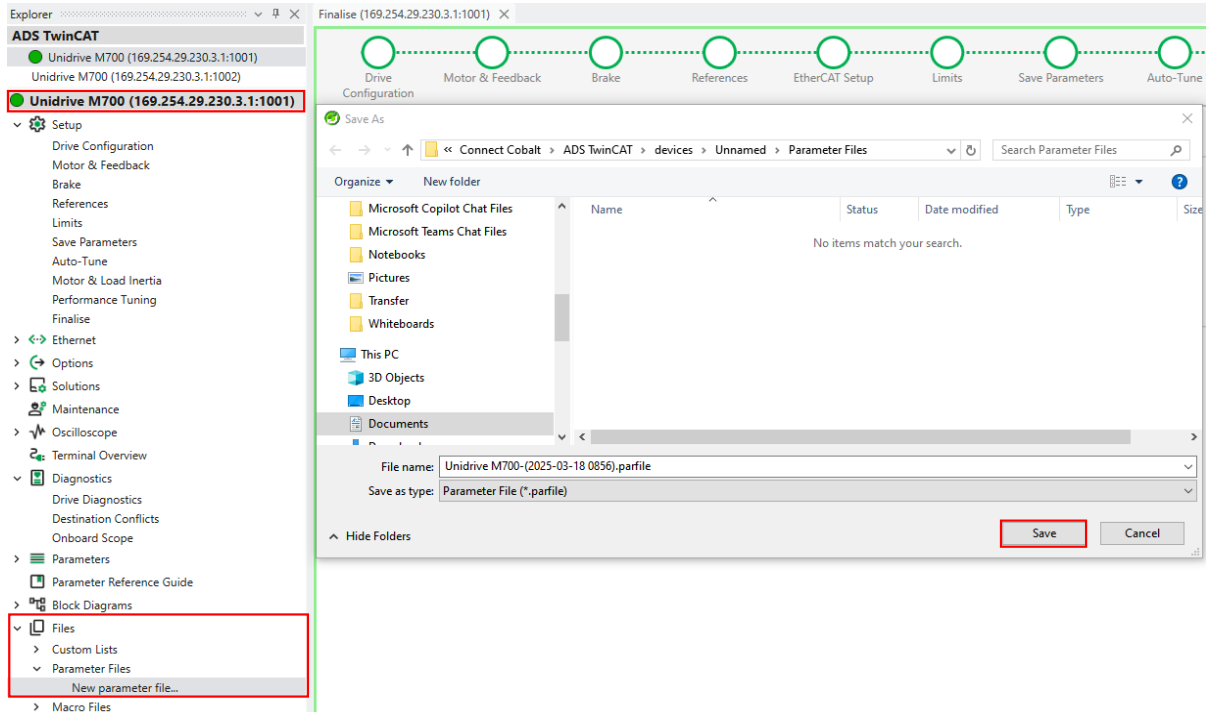 Explorer
ADS TwinCAT
Unidrive M700 (169.254.29.230.3.1:1001)
Unidrive M700 (169.254.29.230.3.1:1002)
Unidrive M700 (169.254.29.230.3.1:1001)
Setup
Drive Configuration
Motor & Feedback
Brake
References
Limits
Save Parameters
Auto-Tune
Motor & Load Inertia
Performance Tuning
Finalise
Ethernet
Options
Solutions
Maintenance
Oscilloscope
Terminal Overview
Diagnostics
Drive Diagnostics
Destination Conflicts
Onboard Scope
Parameters
Parameter Reference Guide
Block Diagrams
Files
Custom Lists
Parameter Files
New parameter file...
Macro Files
Finalise (169.254.29.230.3.1:1001)
Drive Configuration
Motor & Feedback
Brake
References
EtherCAT Setup
Limits
Save Parameters
Auto-Tune
Save As
« Connect Cobalt > ADS TwinCAT > devices > Unnamed > Parameter Files
Search Parameter Files
Organize
New folder
Microsoft Copilot Chat Files
Microsoft Teams Chat Files
Notebooks
Pictures
Transfer
Whiteboards
This PC
3D Objects
Desktop
Documents
Name Status Date modified Type Size
No items match your search.
File name: Unidrive M700-(2025-03-18 0856).parfile
Save as type: Parameter File (*.parfile)
Hide Folders
Save
Cancel